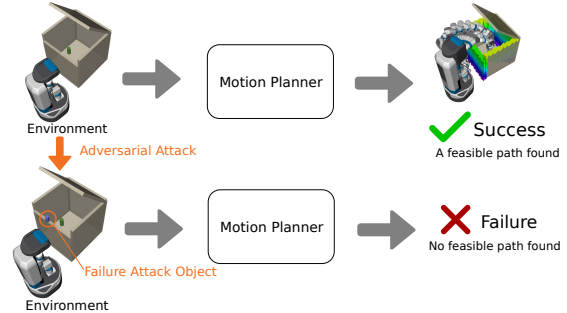 Motion Planner
Environment
Success
A feasible path found
Adversarial Attack
Motion Planner
Failure
No feasible path found
Failure Attack Object
Environment